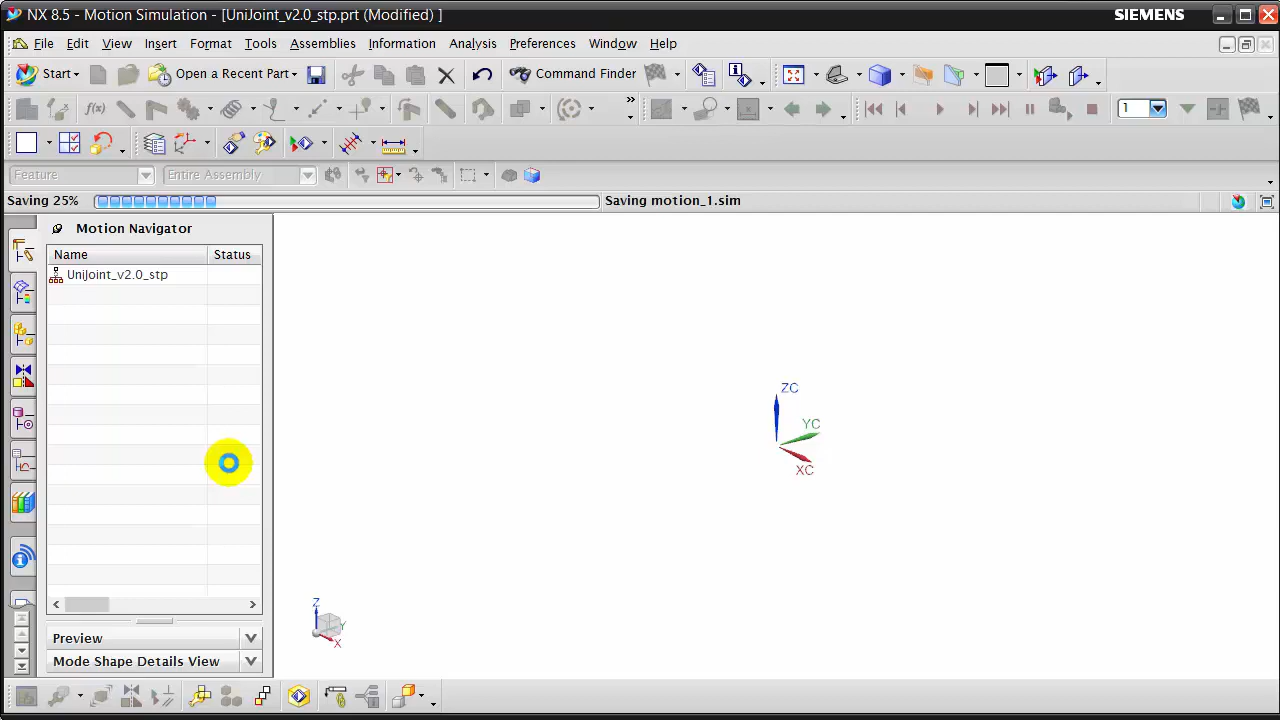 NX 8.5 - Motion Simulation - [UniJoint_v2.0_stp.prt (Modified) ]
SIEMENS
File Edit View Insert Format Tools Assemblies Information Analysis Preferences Window Help
Start Open a Recent Part Command Finder
f(x) 1
Feature Entire Assembly
Saving 25% Saving motion_1.sim
Motion Navigator
Name Status
UniJoint_v2.0_stp
ZC
YC
XC
Z
Y
X
Preview
Mode Shape Details View